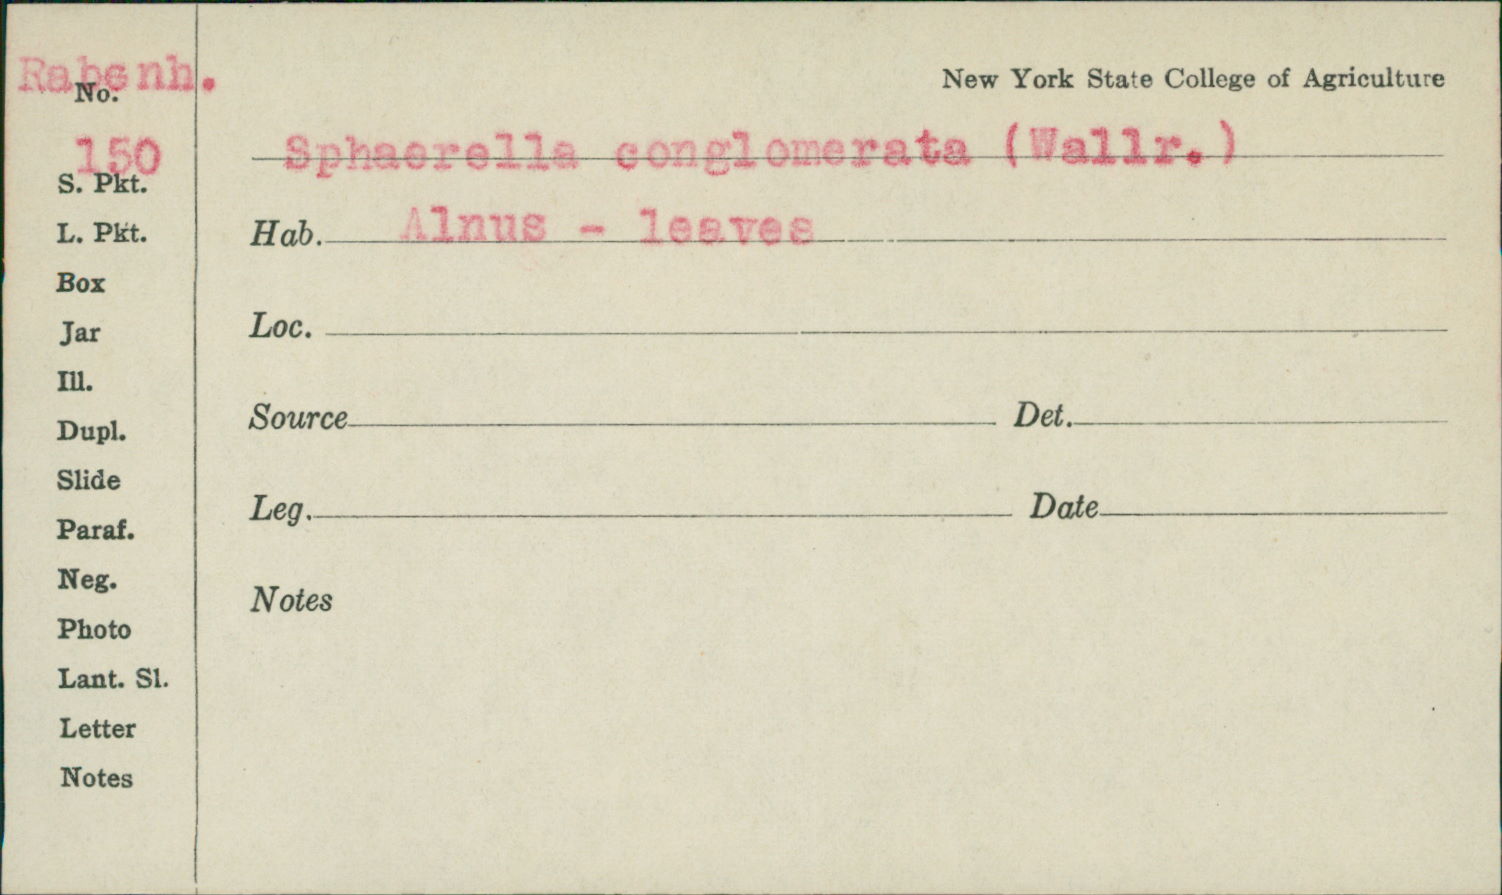 Rabenh.
No.
150
New York State College of Agriculture
Sphaerella conglomerata (Wallr.)
S. Pkt.
L. Pkt.
Hab. Alnus - leaves
Box
Jar
Loc.
Ill.
Dupl.
Source Det.
Slide
Paraf.
Leg. Date
Neg.
Notes
Photo
Lant. Sl.
Letter
Notes